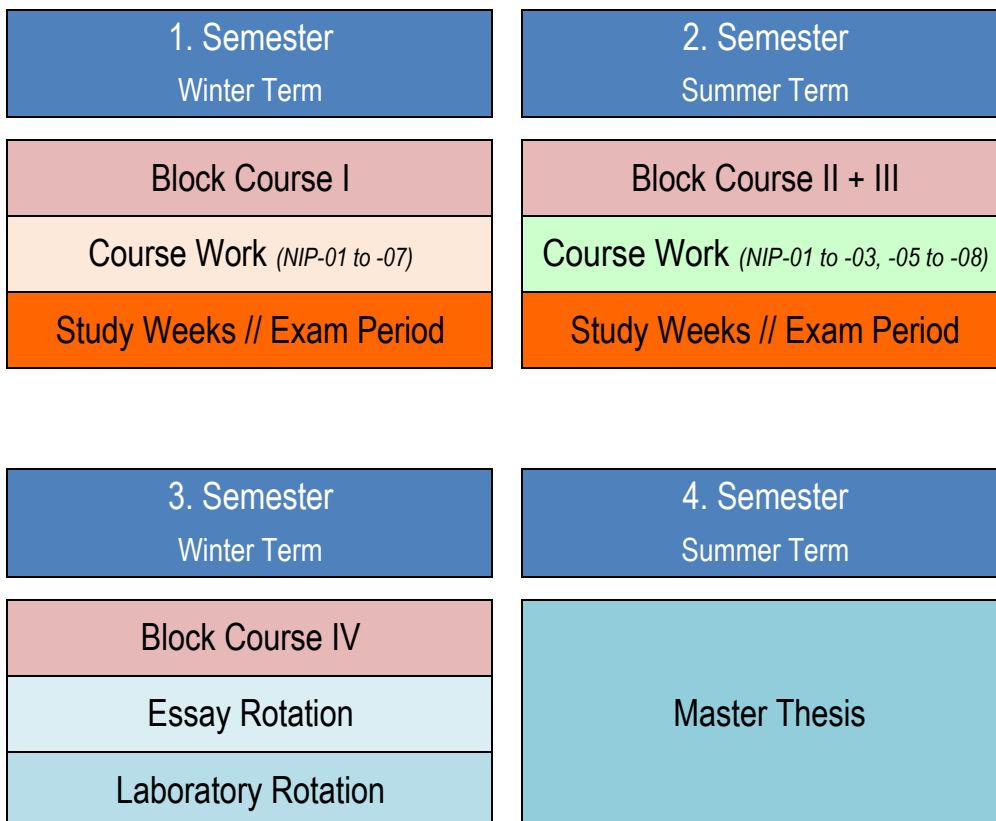 1. Semester
Winter Term
Block Course I
Course Work (NIP-01 to -07)
Study Weeks // Exam Period
2. Semester
Summer Term
Block Course II + III
Course Work (NIP-01 to -03, -05 to -08)
Study Weeks // Exam Period
3. Semester
Winter Term
Block Course IV
Essay Rotation
Laboratory Rotation
4. Semester
Summer Term
Master Thesis